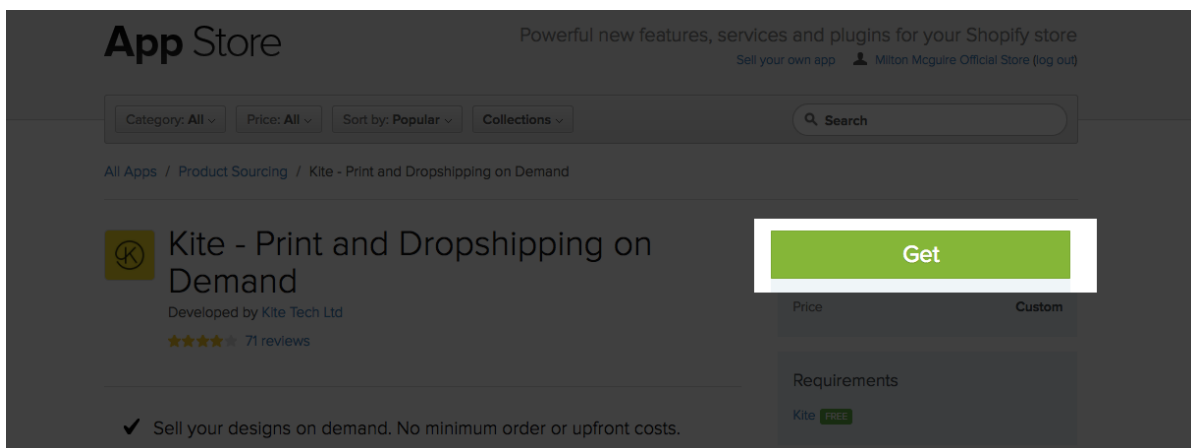 App Store
Powerful new features, services and plugins for your Shopify store
Sell your own app Milton Mcguire Official Store (log out)
Category: All Price: All Sort by: Popular Collections Search
All Apps / Product Sourcing / Kite - Print and Dropshipping on Demand
Kite - Print and Dropshipping on
Demand
Developed by Kite Tech Ltd
71 reviews
Get
Price Custom
Requirements
Kite FREE
Sell your designs on demand. No minimum order or upfront costs.